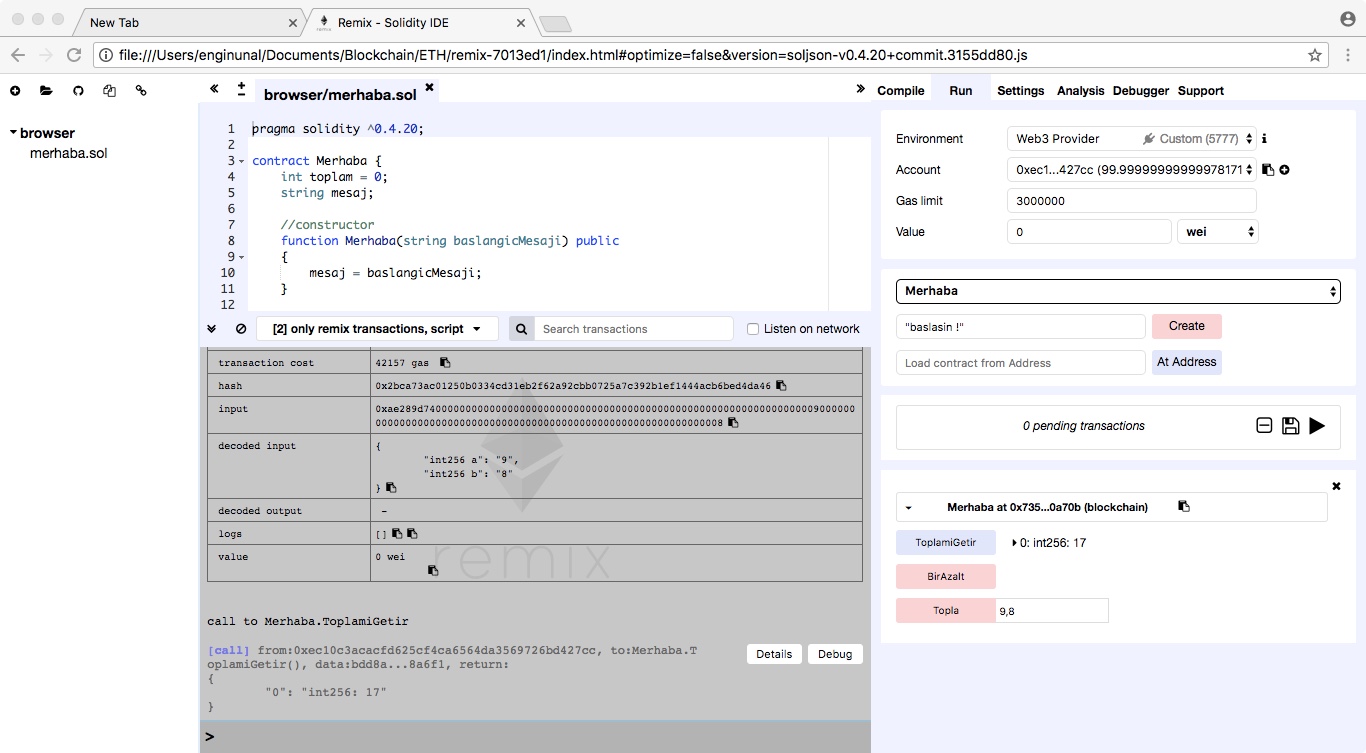 New Tab
Remix - Solidity IDE
file:///Users/enginunal/Documents/Blockchain/ETH/remix-7013ed1/index.html#optimize=false&version=soljson-v0.4.20+commit.3155dd80.js
browser
merhaba.sol
browser/merhaba.sol
1 pragma solidity ^0.4.20;
2
3 contract Merhaba {
4 int toplam = 0;
5 string mesaj;
6
7 //constructor
8 function Merhaba(string baslangicMesaji) public
9 {
10 mesaj = baslangicMesaji;
11 }
12
[2] only remix transactions, script
Search transactions
Listen on network
transaction cost 42157 gas
hash 0x2bca73ac01250b0334cd31eb2f62a92cbb0725a7c392b1ef1444acb6bed4da46
input
decoded input {
"int256 a": "9",
"int256 b": "8"
}
decoded output -
logs []
value 0 wei
remix
call to Merhaba.ToplamiGetir
[call] from:0xec10c3acacfd625cf4ca6564da3569726bd427cc, to:Merhaba.T
oplamiGetir(), data:bdd8a...8a6f1, return:
{
"0": "int256: 17"
}
Details
Debug
>
Compile Run Settings Analysis Debugger Support
Environment Web3 Provider Custom (5777)
Account 0xec1...427cc (99.99999999999978171
Gas limit 3000000
Value 0 wei
Merhaba
"baslasin !" Create
Load contract from Address At Address
0 pending transactions
Merhaba at 0x735...0a70b (blockchain)
ToplamiGetir 0: int256: 17
BirAzalt
Topla 9,8